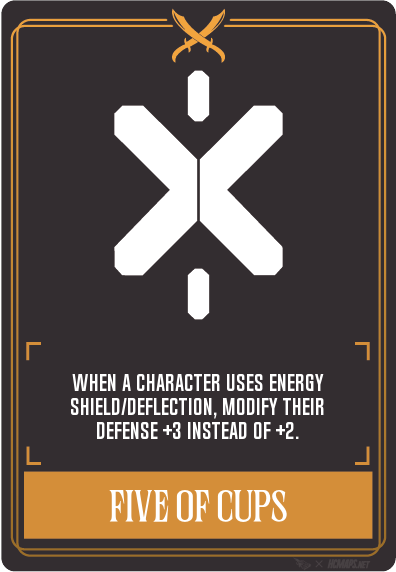 WHEN A CHARACTER USES ENERGY
SHIELD/DEFLECTION, MODIFY THEIR
DEFENSE +3 INSTEAD OF +2.
FIVE OF CUPS